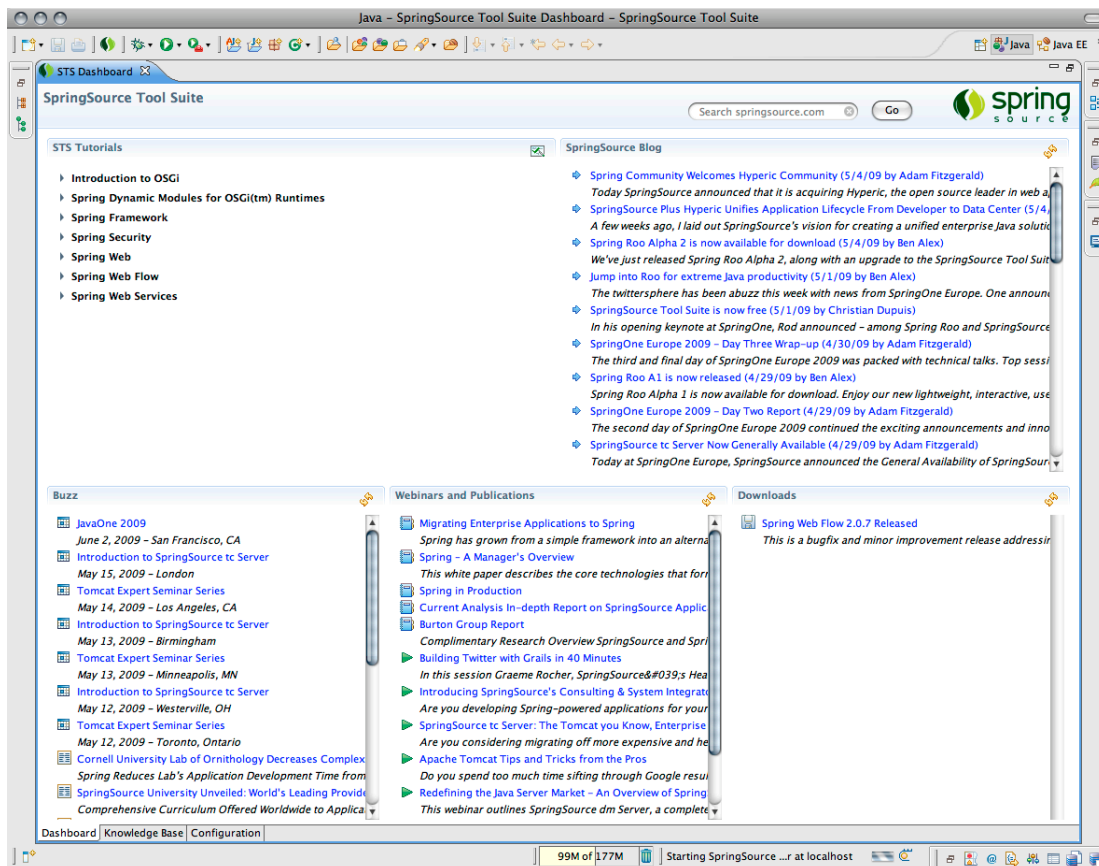 Java – SpringSource Tool Suite Dashboard – SpringSource Tool Suite
Java
Java EE
STS Dashboard
SpringSource Tool Suite
Search springsource.com
Go
spring
source
STS Tutorials
Introduction to OSGi
Spring Dynamic Modules for OSGi(tm) Runtimes
Spring Framework
Spring Security
Spring Web
Spring Web Flow
Spring Web Services
SpringSource Blog
Spring Community Welcomes Hyperic Community (5/4/09 by Adam Fitzgerald)
Today SpringSource announced that it is acquiring Hyperic, the open source leader in web a
SpringSource Plus Hyperic Unifies Application Lifecycle From Developer to Data Center (5/4/
A few weeks ago, I laid out SpringSource's vision for creating a unified enterprise Java solutio
Spring Roo Alpha 2 is now available for download (5/4/09 by Ben Alex)
We've just released Spring Roo Alpha 2, along with an upgrade to the SpringSource Tool Suit
Jump into Roo for extreme Java productivity (5/1/09 by Ben Alex)
The twittersphere has been abuzz this week with news from SpringOne Europe. One announ
SpringSource Tool Suite is now free (5/1/09 by Christian Dupuis)
In his opening keynote at SpringOne, Rod announced – among Spring Roo and SpringSource
SpringOne Europe 2009 – Day Three Wrap-up (4/30/09 by Adam Fitzgerald)
The third and final day of SpringOne Europe 2009 was packed with technical talks. Top sessi
Spring Roo A1 is now released (4/29/09 by Ben Alex)
Spring Roo Alpha 1 is now available for download. Enjoy our new lightweight, interactive, use
SpringOne Europe 2009 – Day Two Report (4/29/09 by Adam Fitzgerald)
The second day of SpringOne Europe 2009 continued the exciting announcements and inno
SpringSource tc Server Now Generally Available (4/29/09 by Adam Fitzgerald)
Today at SpringOne Europe, SpringSource announced the General Availability of SpringSour
Buzz
JavaOne 2009
June 2, 2009 – San Francisco, CA
Introduction to SpringSource tc Server
May 15, 2009 – London
Tomcat Expert Seminar Series
May 14, 2009 – Los Angeles, CA
Introduction to SpringSource tc Server
May 13, 2009 – Birmingham
Tomcat Expert Seminar Series
May 13, 2009 – Minneapolis, MN
Introduction to SpringSource tc Server
May 12, 2009 – Westerville, OH
Tomcat Expert Seminar Series
May 12, 2009 – Toronto, Ontario
Cornell University Lab of Ornithology Decreases Complex
Spring Reduces Lab's Application Development Time from
SpringSource University Unveiled: World's Leading Provide
Comprehensive Curriculum Offered Worldwide to Applica
Webinars and Publications
Migrating Enterprise Applications to Spring
Spring has grown from a simple framework into an alterna
Spring – A Manager's Overview
This white paper describes the core technologies that for
Spring in Production
Current Analysis In-depth Report on SpringSource Applic
Burton Group Report
Complimentary Research Overview SpringSource and Spri
Building Twitter with Grails in 40 Minutes
In this session Graeme Rocher, SpringSource&#039;s Hea
Introducing SpringSource's Consulting & System Integrato
Are you developing Spring-powered applications for your
SpringSource tc Server: The Tomcat you Know, Enterprise
Are you considering migrating off more expensive and he
Apache Tomcat Tips and Tricks from the Pros
Do you spend too much time sifting through Google resul
Redefining the Java Server Market – An Overview of Spring
This webinar outlines SpringSource dm Server, a complete
Downloads
Spring Web Flow 2.0.7 Released
This is a bugfix and minor improvement release addressin
Dashboard
Knowledge Base
Configuration
99M of 177M
Starting SpringSource ...r at localhost